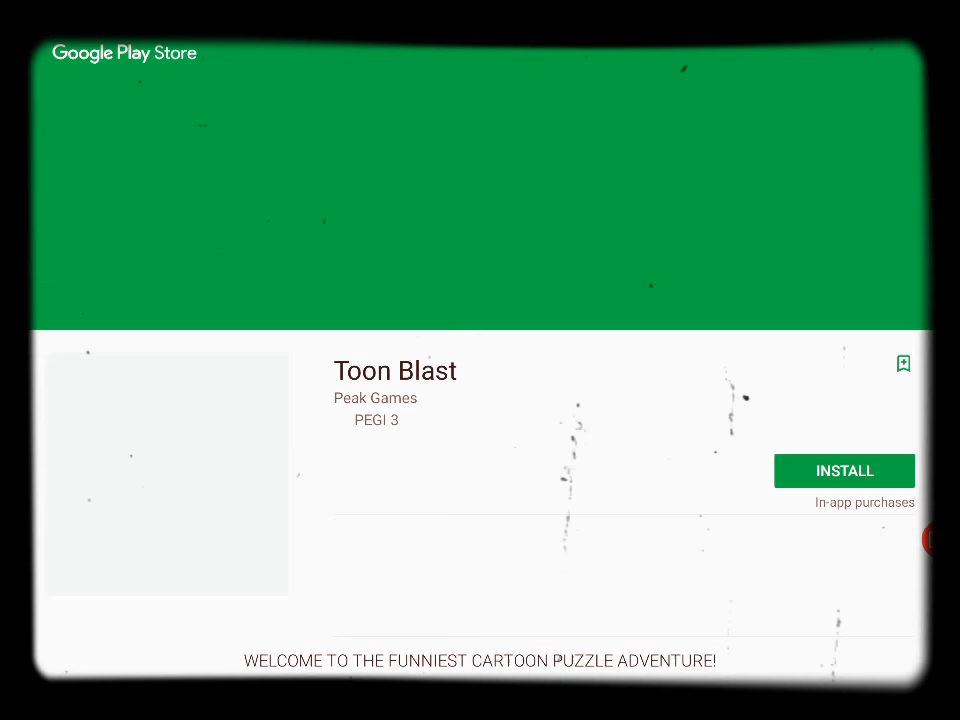 Google Play Store
Toon Blast
Peak Games
PEGI 3
INSTALL
In-app purchases
WELCOME TO THE FUNNIEST CARTOON PUZZLE ADVENTURE!